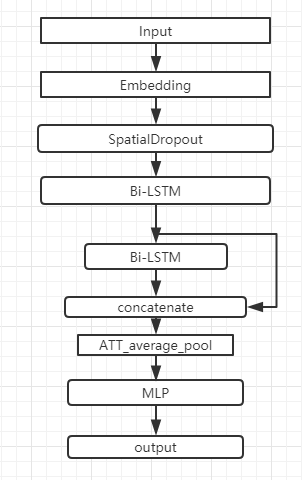 Input
Embedding
SpatialDropout
Bi-LSTM
Bi-LSTM
concatenate
ATT_average_pool
MLP
output